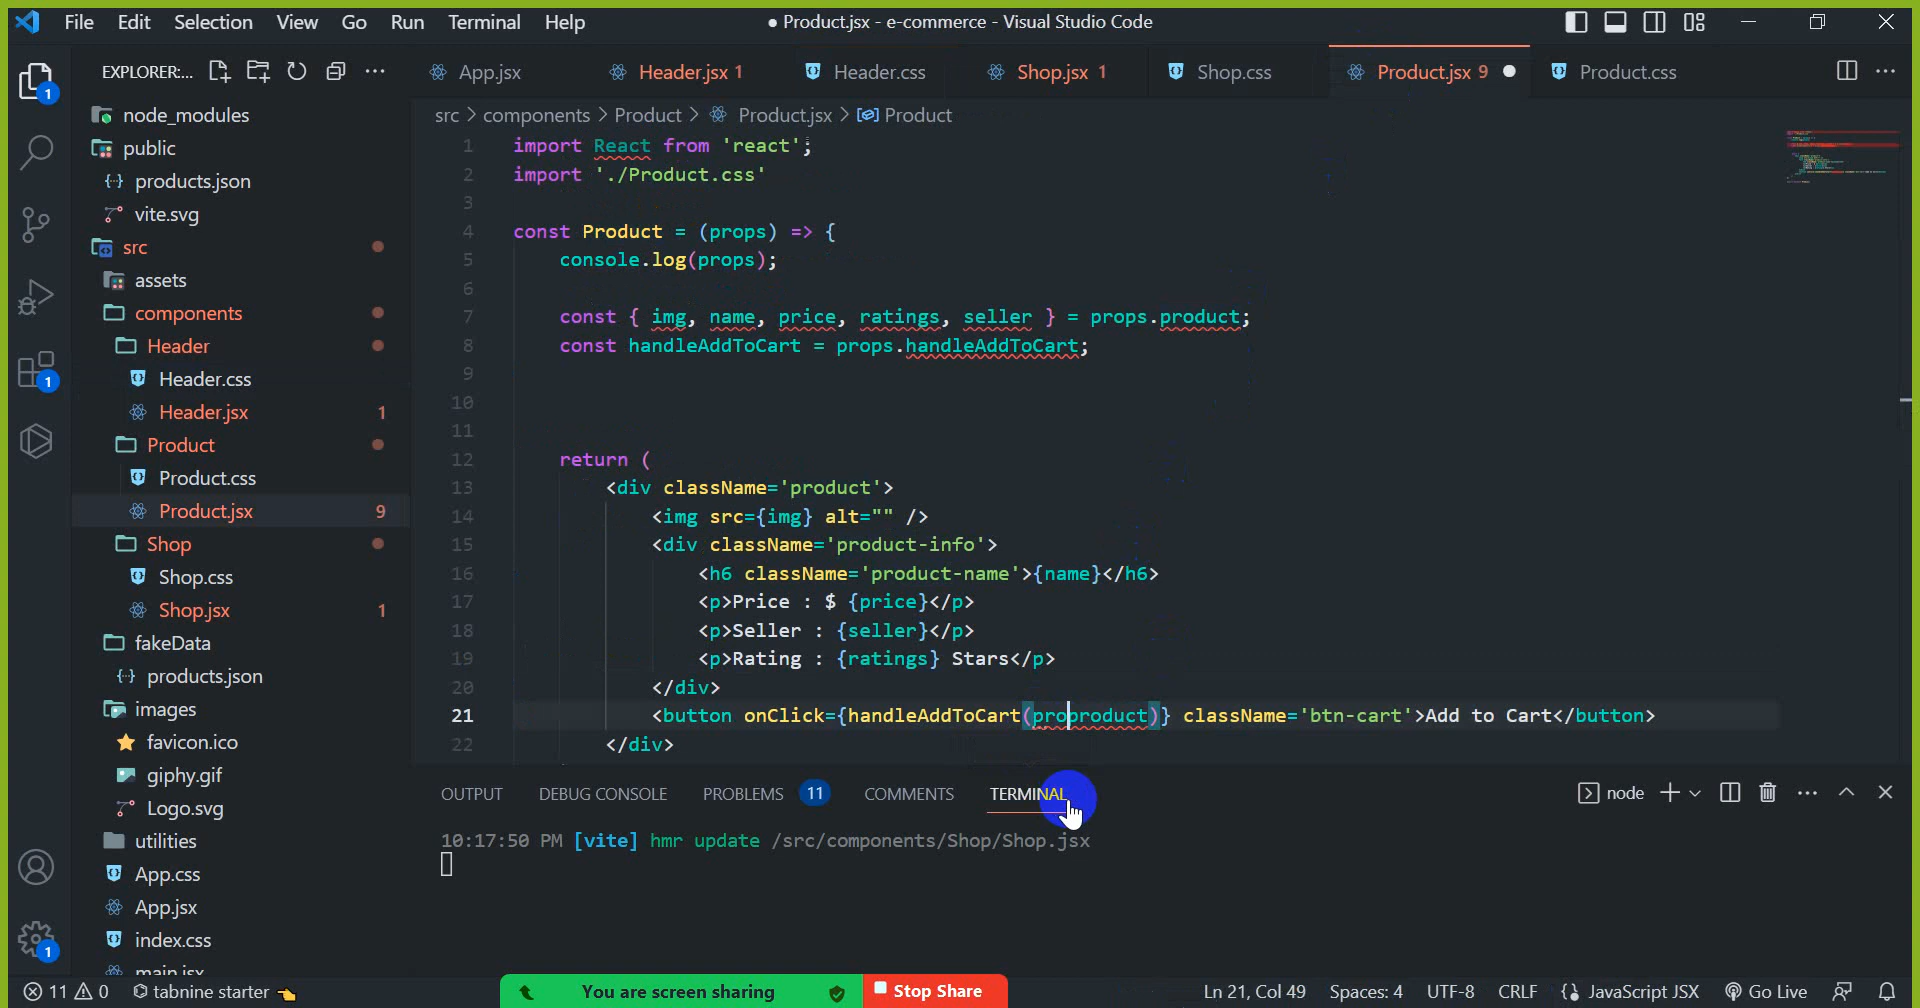 File Edit Selection View Go Run Terminal Help
● Product.jsx - e-commerce - Visual Studio Code
EXPLORER:...
App.jsx
Header.jsx 1
Header.css
Shop.jsx 1
Shop.css
Product.jsx 9
Product.css
src > components > Product > Product.jsx > Product
node_modules
public
products.json
vite.svg
src
assets
components
Header
Header.css
Header.jsx 1
Product
Product.css
Product.jsx 9
Shop
Shop.css
Shop.jsx 1
fakeData
products.json
images
favicon.ico
giphy.gif
Logo.svg
utilities
App.css
App.jsx
index.css
main.jsx
1
1
1
1 import React from 'react';
2 import './Product.css'
3
4 const Product = (props) => {
5 console.log(props);
6
7 const { img, name, price, ratings, seller } = props.product;
8 const handleAddToCart = props.handleAddToCart;
9
10
11
12 return (
13 <div className='product'>
14 <img src={img} alt="" />
15 <div className='product-info'>
16 <h6 className='product-name'>{name}</h6>
17 <p>Price : $ {price}</p>
18 <p>Seller : {seller}</p>
19 <p>Rating : {ratings} Stars</p>
20 </div>
21 <button onClick={handleAddToCart(proproduct)} className='btn-cart'>Add to Cart</button>
22 </div>
OUTPUT DEBUG CONSOLE PROBLEMS 11 COMMENTS TERMINAL
node
10:17:50 PM [vite] hmr update /src/components/Shop/Shop.jsx
11 0 tabnine starter
You are screen sharing
Stop Share
Ln 21, Col 49 Spaces: 4 UTF-8 CRLF {} JavaScript JSX Go Live